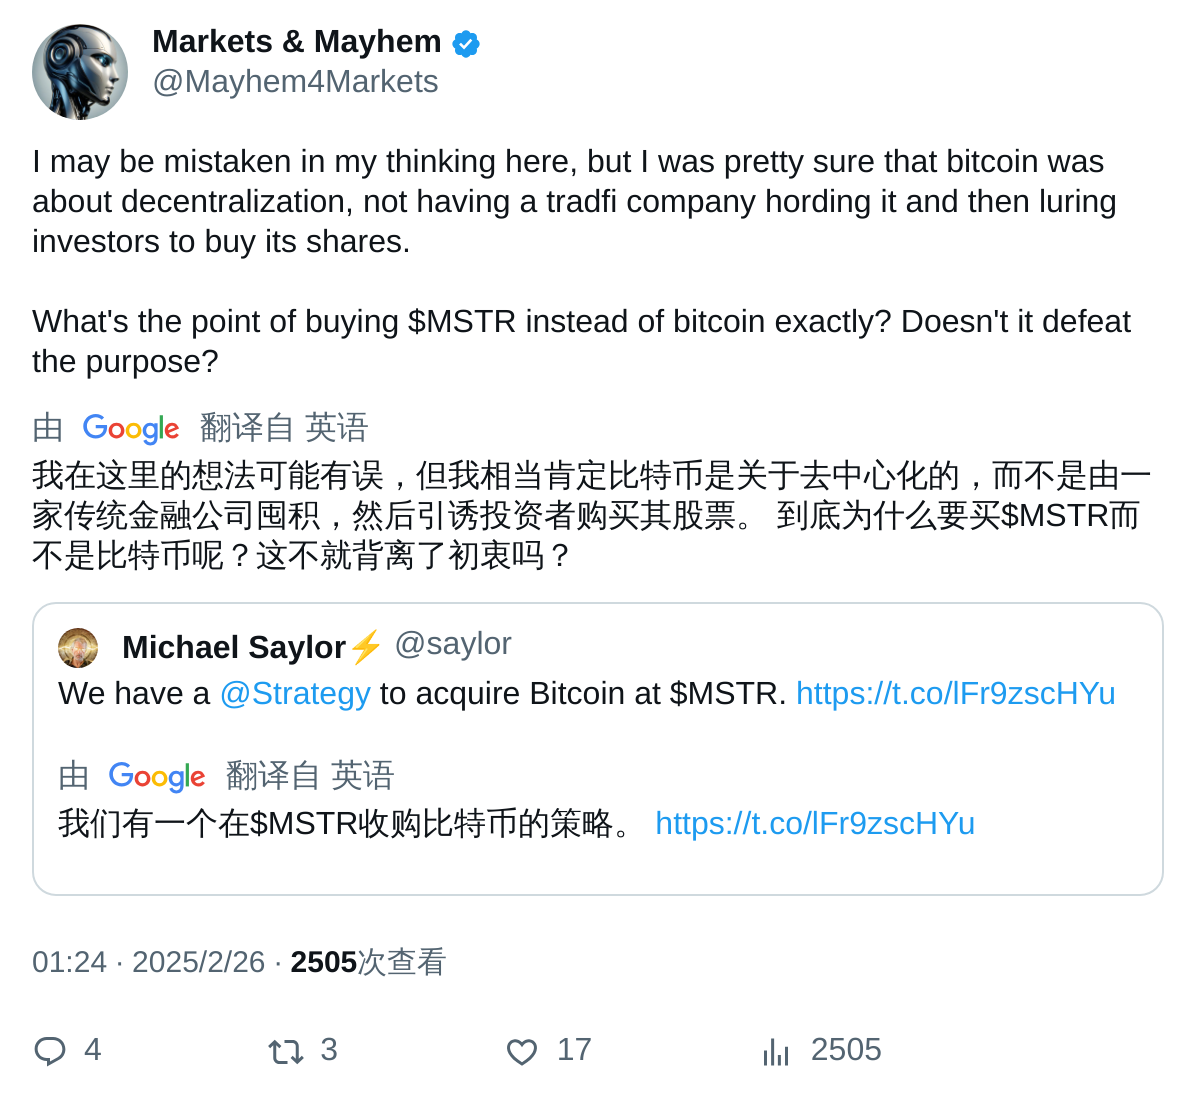 Markets & Mayhem
@Mayhem4Markets
I may be mistaken in my thinking here, but I was pretty sure that bitcoin was
about decentralization, not having a tradfi company hording it and then luring
investors to buy its shares.
What's the point of buying $MSTR instead of bitcoin exactly? Doesn't it defeat
the purpose?
由 Google 翻译自 英语
我在这里的想法可能有误，但我相当肯定比特币是关于去中心化的，而不是由一
家传统金融公司囤积，然后引诱投资者购买其股票。 到底为什么要买$MSTR而
不是比特币呢？这不就背离了初衷吗？
Michael Saylor⚡ @saylor
We have a @Strategy to acquire Bitcoin at $MSTR. https://t.co/lFr9zscHYu
由 Google 翻译自 英语
我们有一个在$MSTR收购比特币的策略。 https://t.co/lFr9zscHYu
01:24 · 2025/2/26 · 2505次查看
4 3 17 2505